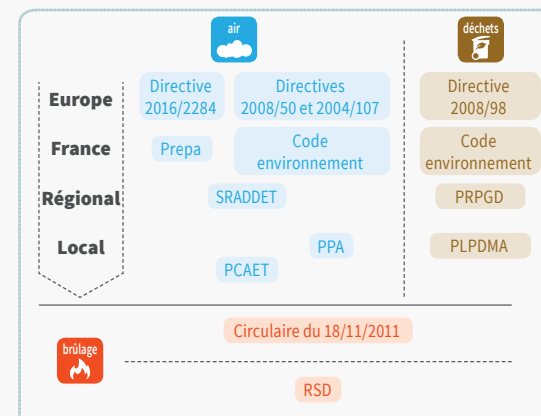 air
déchets
Europe
Directive
2016/2284
Directives
2008/50 et 2004/107
Directive
2008/98
France
Prepa
Code
environnement
Code
environnement
Régional
SRADDET
PRPGD
Local
PPA
PLPDMA
PCAET
brûlage
Circulaire du 18/11/2011
RSD